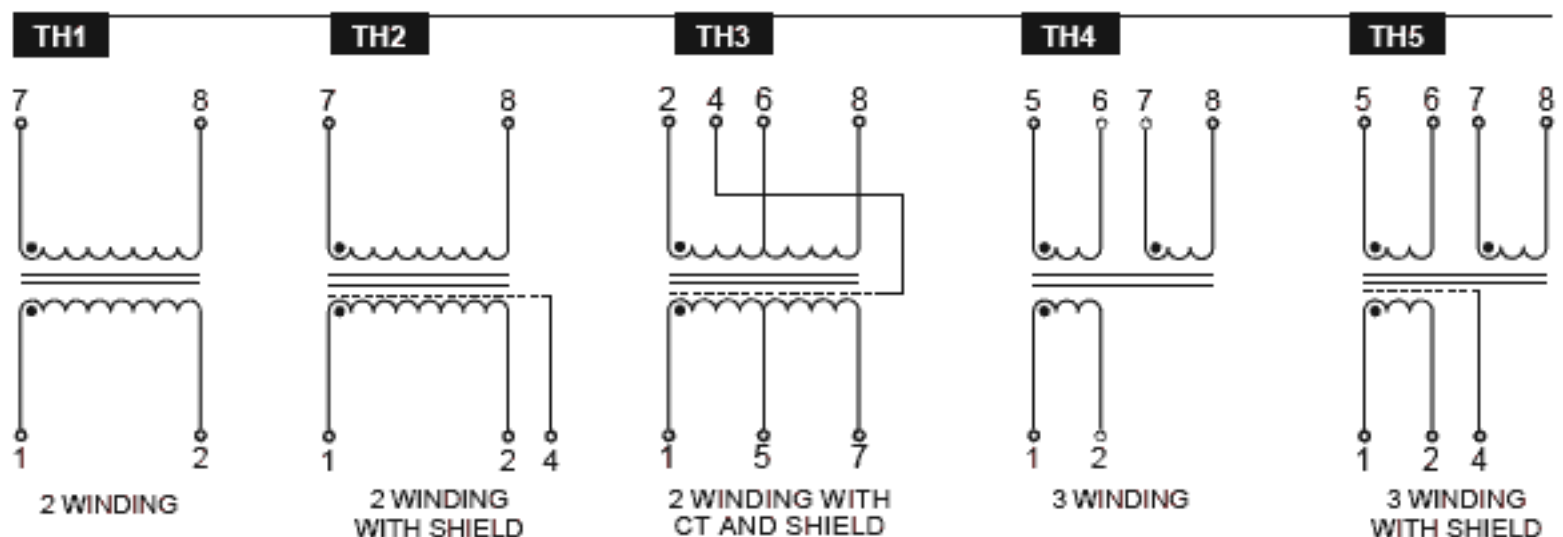 TH1 TH2 TH3 TH4 TH5
7 8 7 8 2 4 6 8 5 6 7 8 5 6 7 8
1 2 1 2 4 1 5 7 1 2 1 2 4
2 WINDING
2 WINDING
WITH SHIELD
2 WINDING WITH
CT AND SHIELD
3 WINDING
3 WINDING
WITH SHIELD